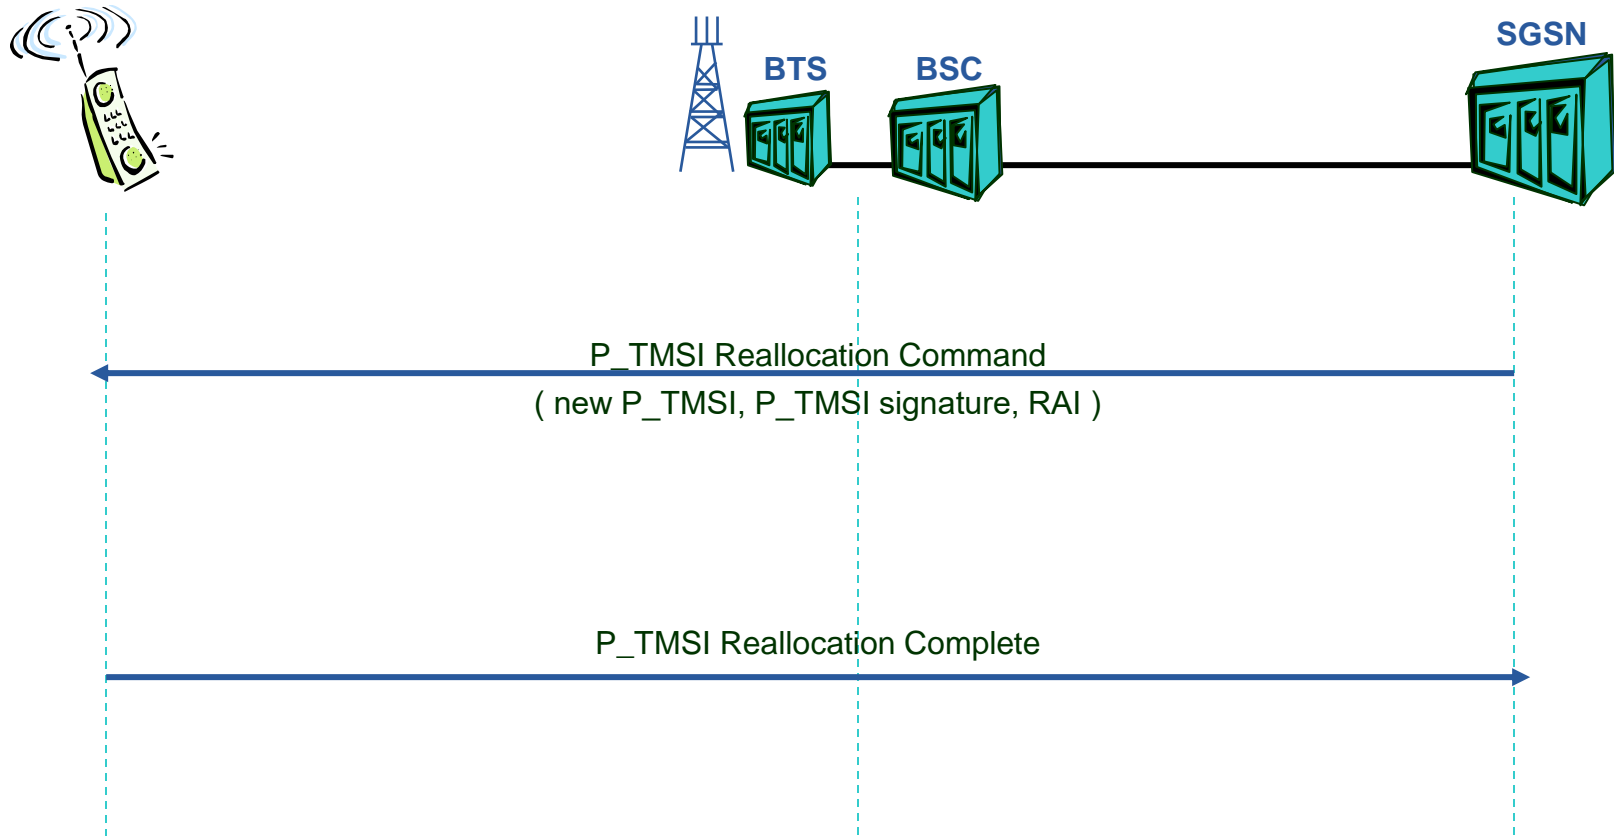 SGSN
BTS BSC
P_TMSI Reallocation Command
( new P_TMSI, P_TMSI signature, RAI )
P_TMSI Reallocation Complete